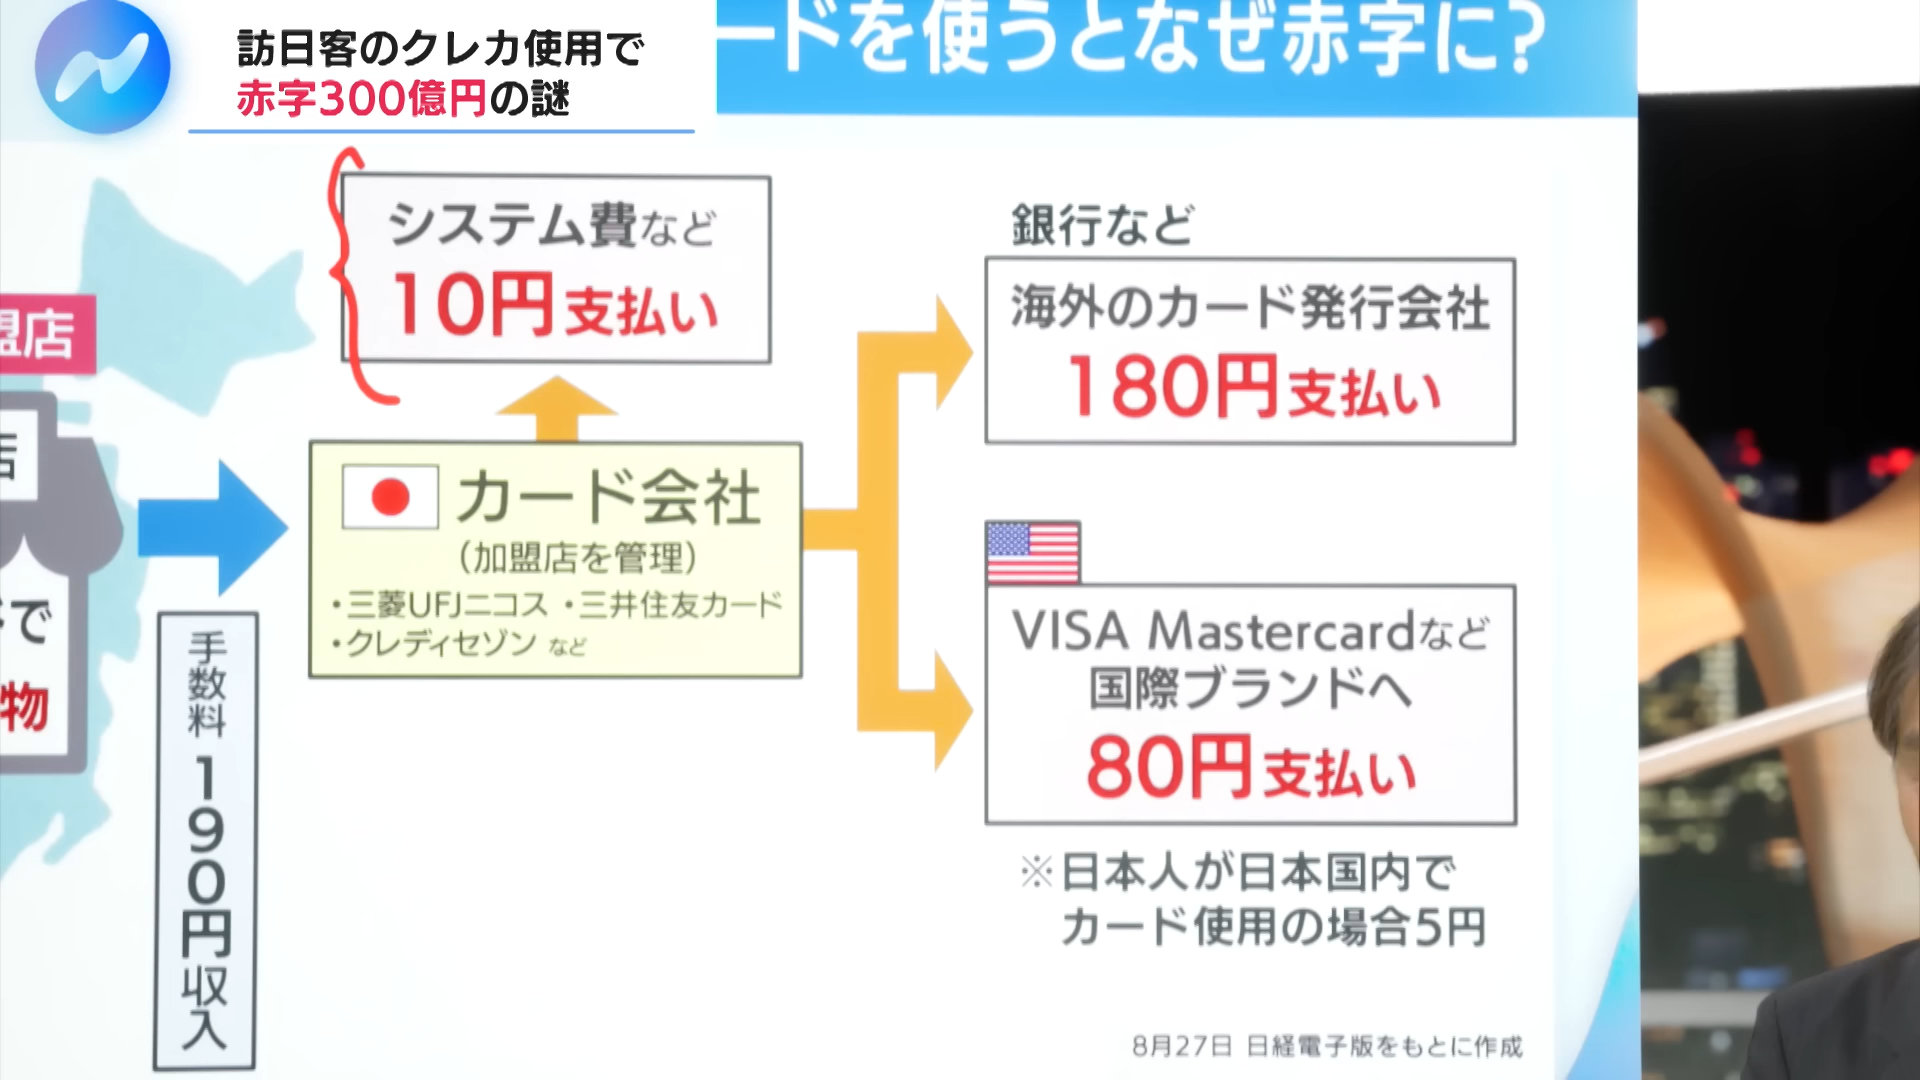 訪日客のクレカ使用で
赤字300億円の謎
ードを使うとなぜ赤字に?
システム費など
10円支払い
銀行など
海外のカード発行会社
180円支払い
盟店
店
で
物
カード会社
(加盟店を管理)
・三菱UFJニコス ・三井住友カード
・クレディセゾン など
手数料 190円収入
VISA Mastercardなど
国際ブランドへ
80円支払い
※日本人が日本国内で
カード使用の場合5円
8月27日 日経電子版をもとに作成